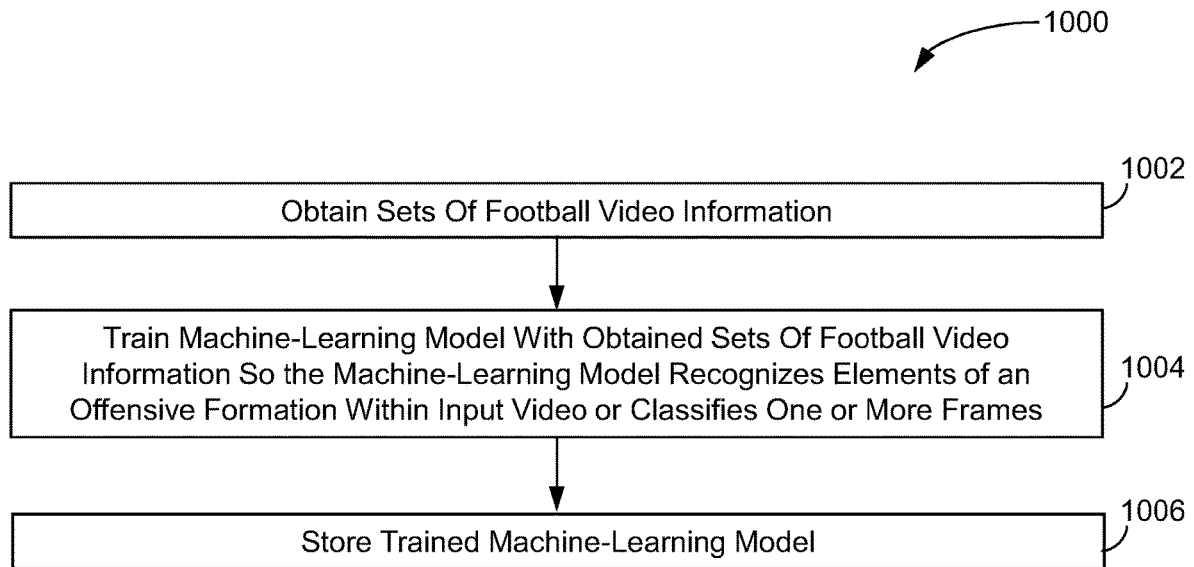 1000
1002
Obtain Sets Of Football Video Information
Train Machine-Learning Model With Obtained Sets Of Football Video
Information So the Machine-Learning Model Recognizes Elements of an
Offensive Formation Within Input Video or Classifies One or More Frames
1004
1006
Store Trained Machine-Learning Model